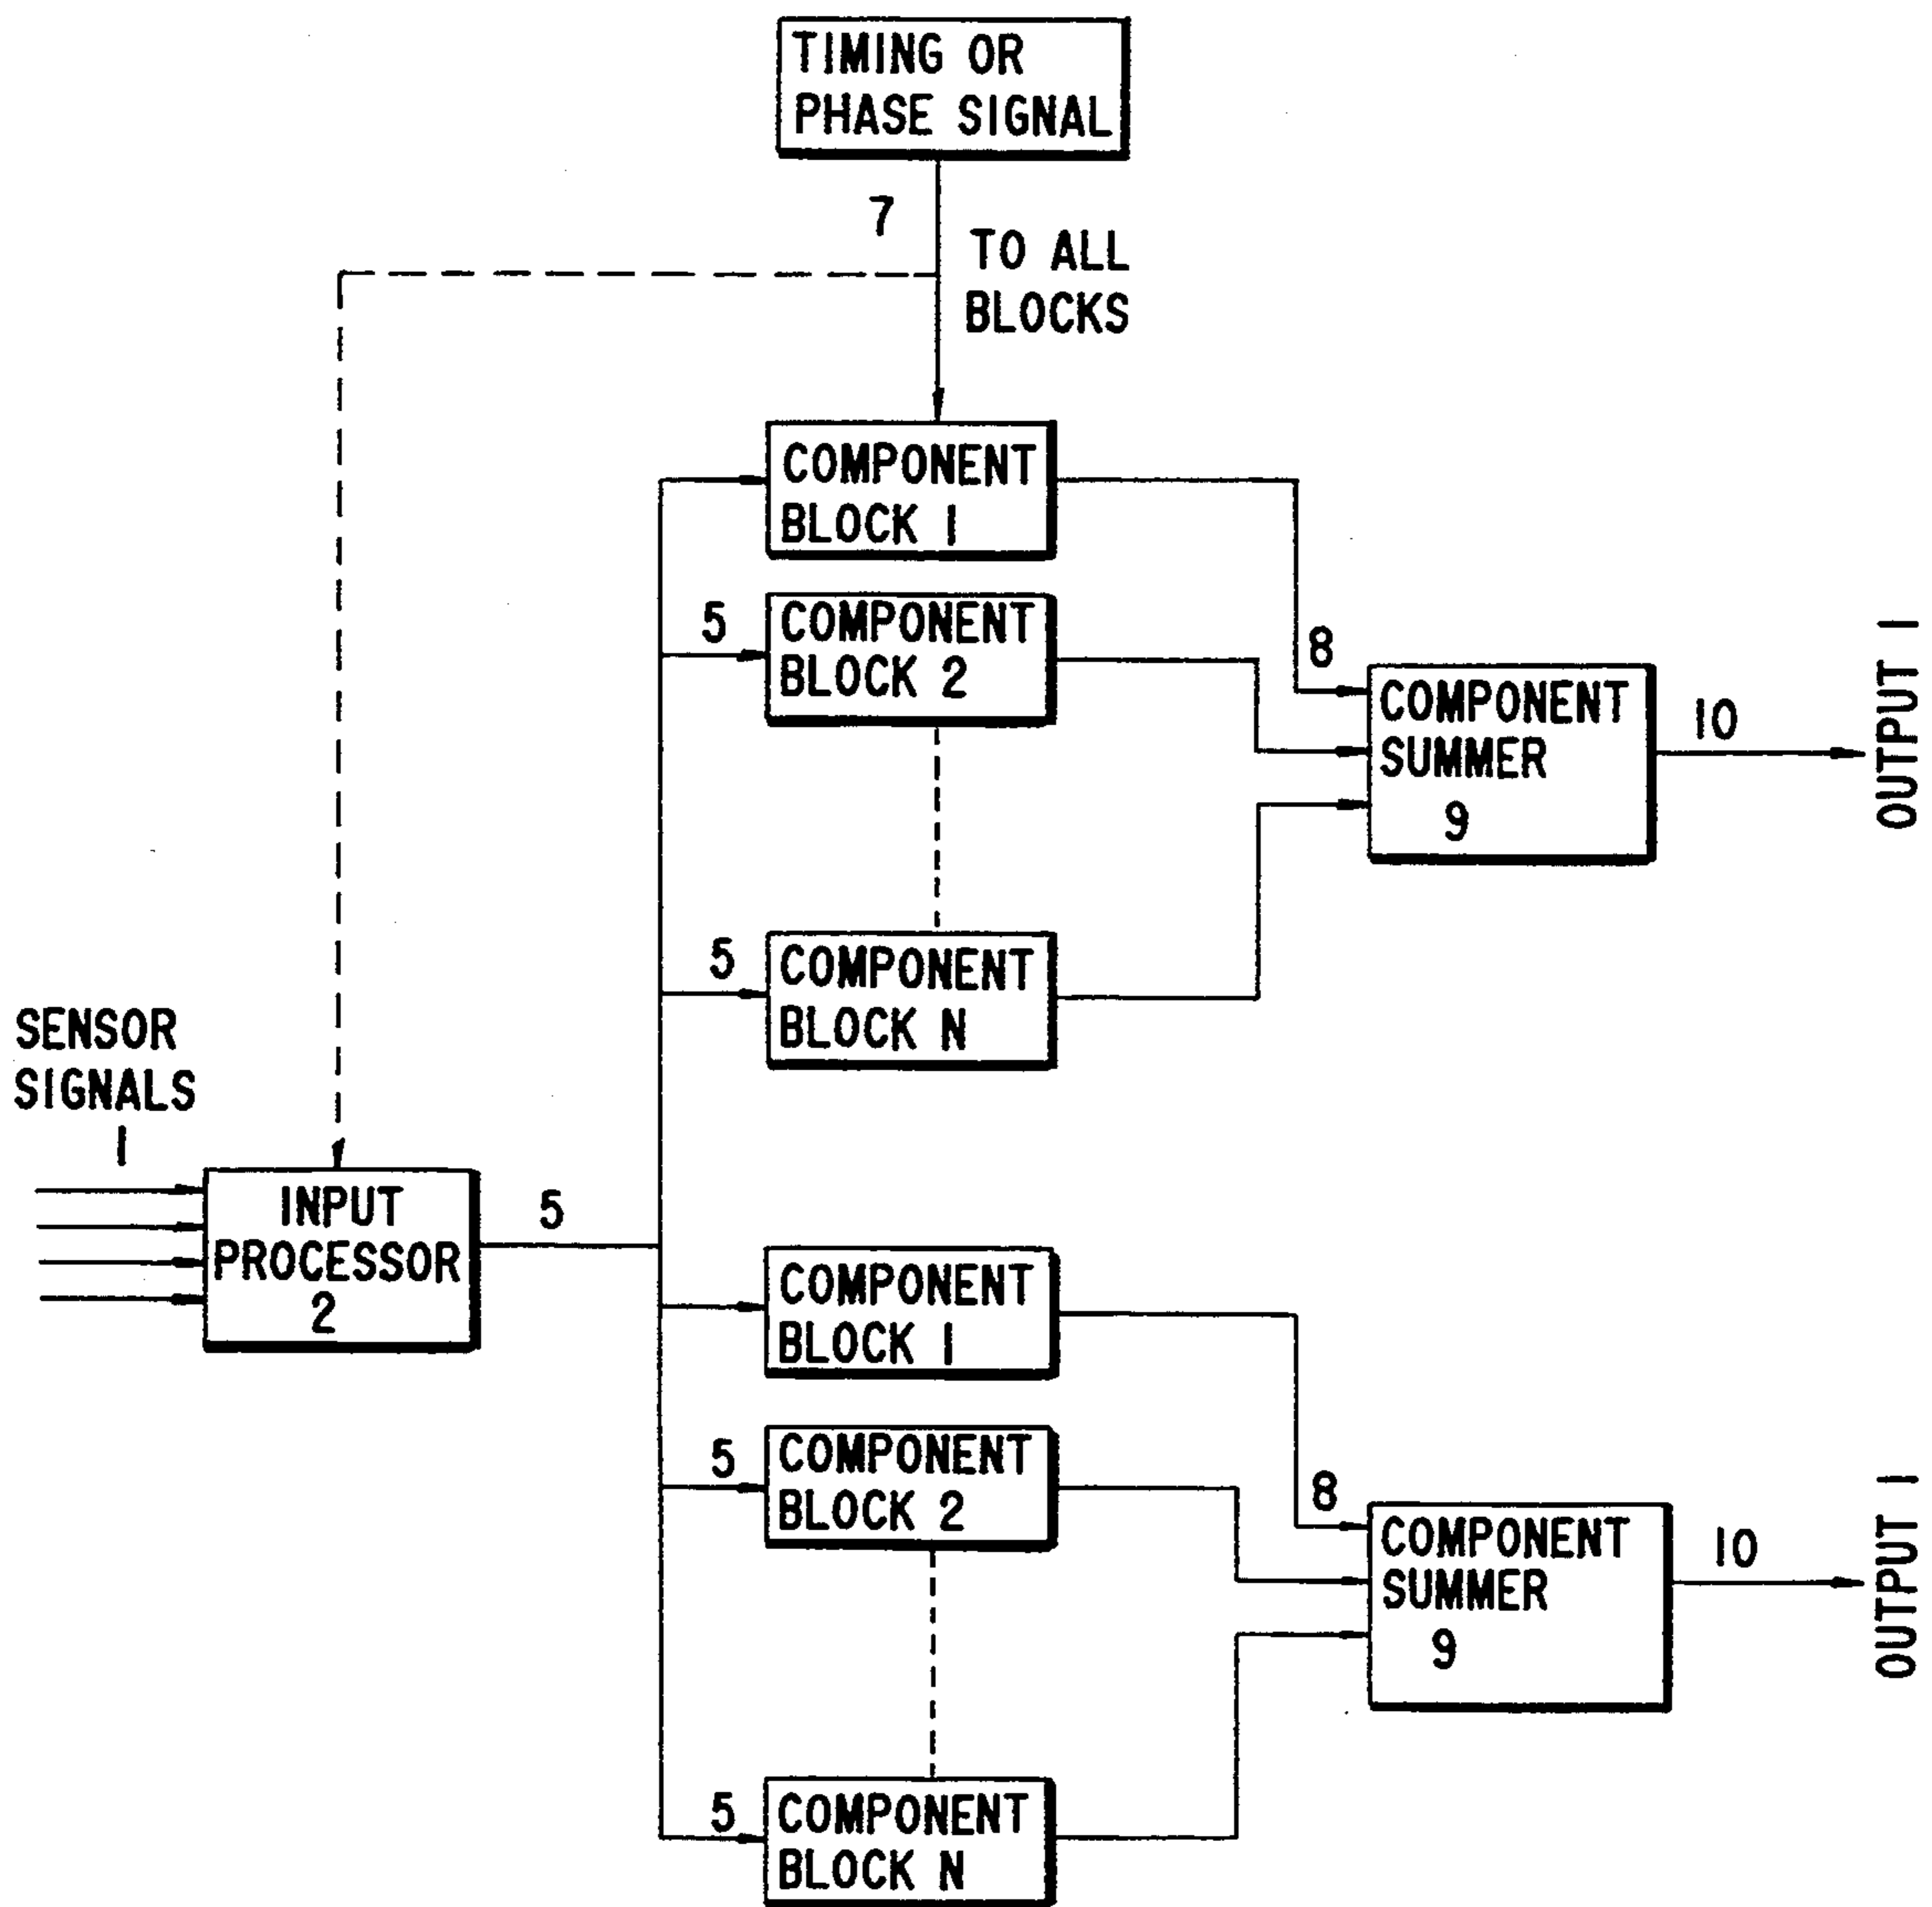 TIMING OR
PHASE SIGNAL
7
TO ALL
BLOCKS
COMPONENT
BLOCK 1
5
COMPONENT
BLOCK 2
8
COMPONENT
SUMMER
9
10
OUTPUT 1
5
COMPONENT
BLOCK N
SENSOR
SIGNALS
1
INPUT
PROCESSOR
2
5
COMPONENT
BLOCK 1
5
COMPONENT
BLOCK 2
8
COMPONENT
SUMMER
9
10
OUTPUT 1
5
COMPONENT
BLOCK N